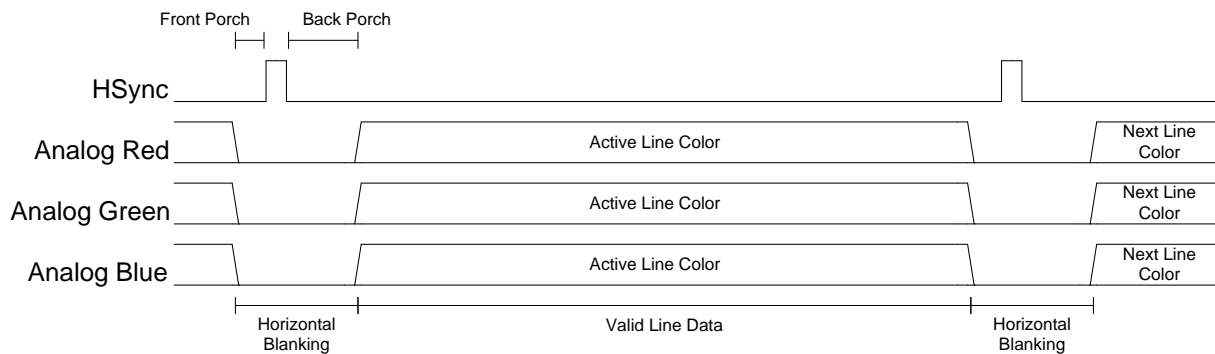 Front Porch
Back Porch
HSync
Analog Red
Active Line Color
Next Line
Color
Analog Green
Active Line Color
Next Line
Color
Analog Blue
Active Line Color
Next Line
Color
Horizontal
Blanking
Valid Line Data
Horizontal
Blanking